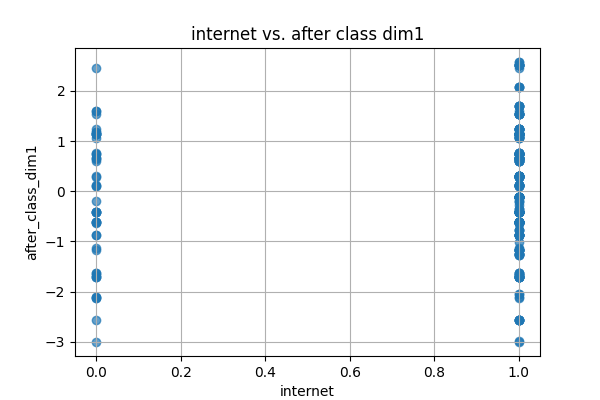 internet vs. after class dim1
after_class_dim1
2
1
0
−1
−2
−3
0.0 0.2 0.4 0.6 0.8 1.0
internet